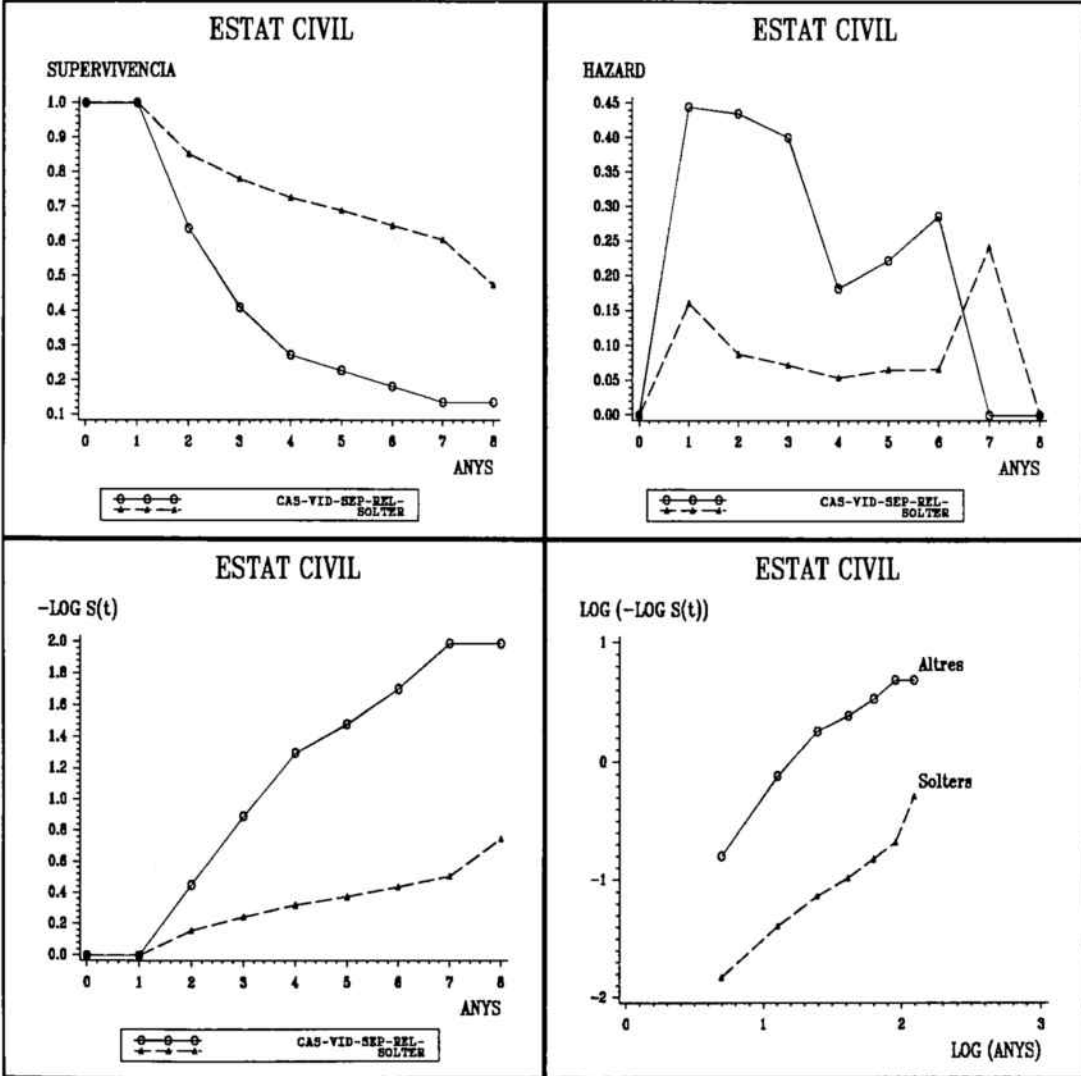 ESTAT CIVIL
SUPERVIVENCIA
1.0
0.9
0.8
0.7
0.6
0.5
0.4
0.3
0.2
0.1
0 1 2 3 4 5 6 7 8
ANYS
CAS-VID-SEP-REL-
SOLTER
ESTAT CIVIL
HAZARD
0.45
0.40
0.35
0.30
0.25
0.20
0.15
0.10
0.05
0.00
0 1 2 3 4 5 6 7 8
ANYS
CAS-VID-SEP-REL-
SOLTER
ESTAT CIVIL
-LOG S(t)
2.0
1.8
1.6
1.4
1.2
1.0
0.8
0.6
0.4
0.2
0.0
0 1 2 3 4 5 6 7 8
ANYS
CAS-VID-SEP-REL-
SOLTER
ESTAT CIVIL
LOG (-LOG S(t))
1
Altres
0
Solters
-1
-2
0 1 2 3
LOG (ANYS)